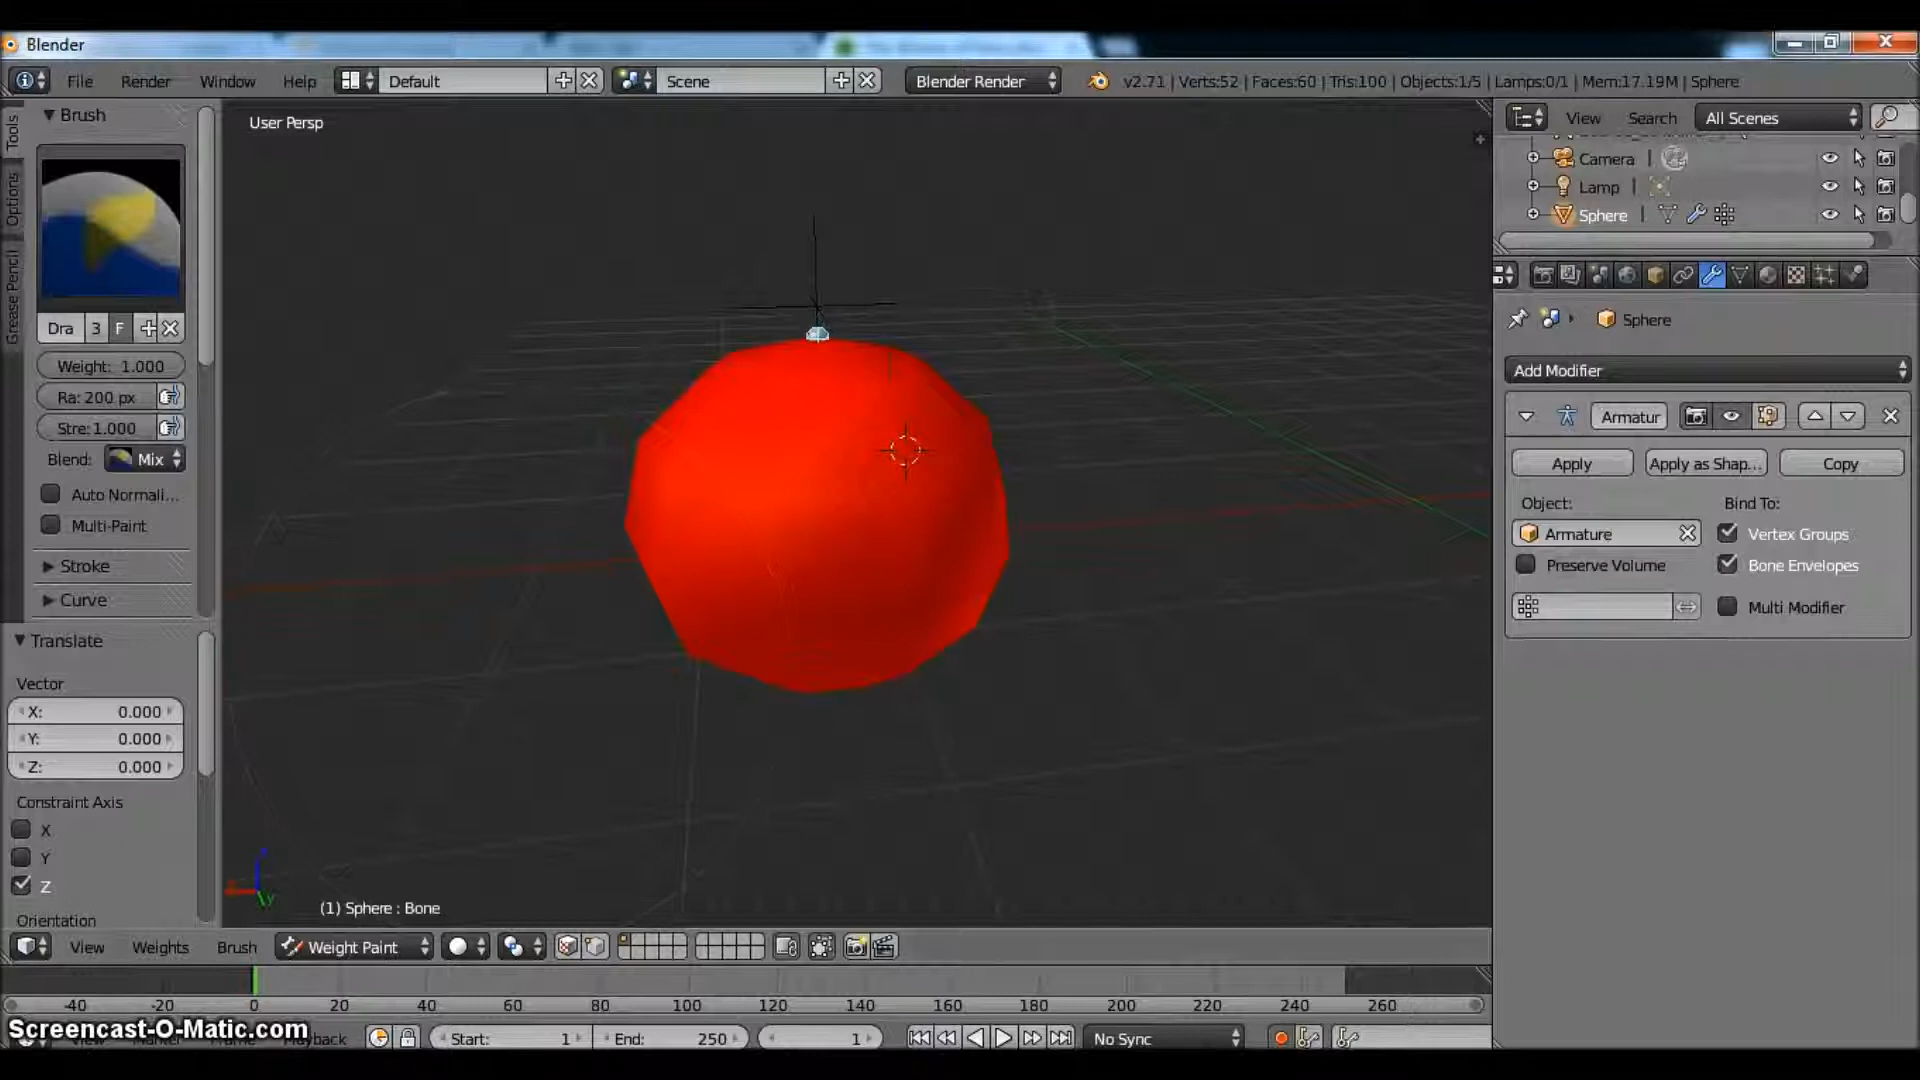 Blender
File Render Window Help Default Scene Blender Render v2.71 | Verts:52 | Faces:60 | Tris:100 | Objects:1/5 | Lamps:0/1 | Mem:17.19M | Sphere
Tools
Options
Grease Pencil
Brush
Dra 3 F
Weight: 1.000
Ra: 200 px
Stre: 1.000
Blend: Mix
Auto Normali...
Multi-Paint
Stroke
Curve
Translate
Vector
X: 0.000
Y: 0.000
Z: 0.000
Constraint Axis
X
Y
Z
Orientation
User Persp
(1) Sphere : Bone
View Search All Scenes
Camera
Lamp
Sphere
Sphere
Add Modifier
Armatur
Apply Apply as Shap... Copy
Object: Bind To:
Armature Vertex Groups
Preserve Volume Bone Envelopes
Multi Modifier
View Weights Brush Weight Paint
-40 -20 0 20 40 60 80 100 120 140 160 180 200 220 240 260
Screencast-O-Matic.com
View Marker Frame Playback Start: 1 End: 250 1 No Sync